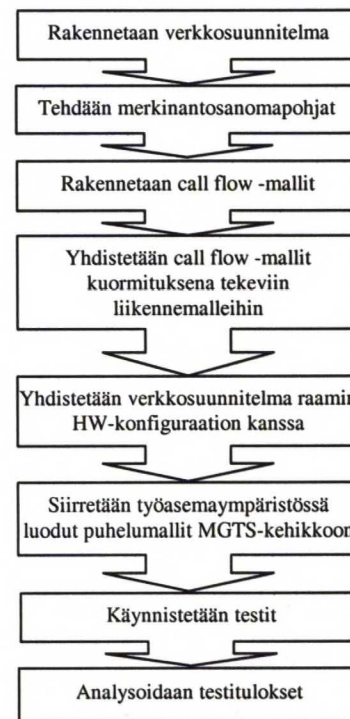 Rakennetaan verkkosuunnitelma
Tehdään merkinantosanomapohjat
Rakennetaan call flow -mallit
Yhdistetään call flow -mallit
kuormituksena tekeviin
liikennemalleihin
Yhdistetään verkkosuunnitelma raamin
HW-konfiguraation kanssa
Siirretään työasemaympäristössä
luodut puhelumallit MGTS-kehikkoon
Käynnistetään testit
Analysoidaan testitulokset